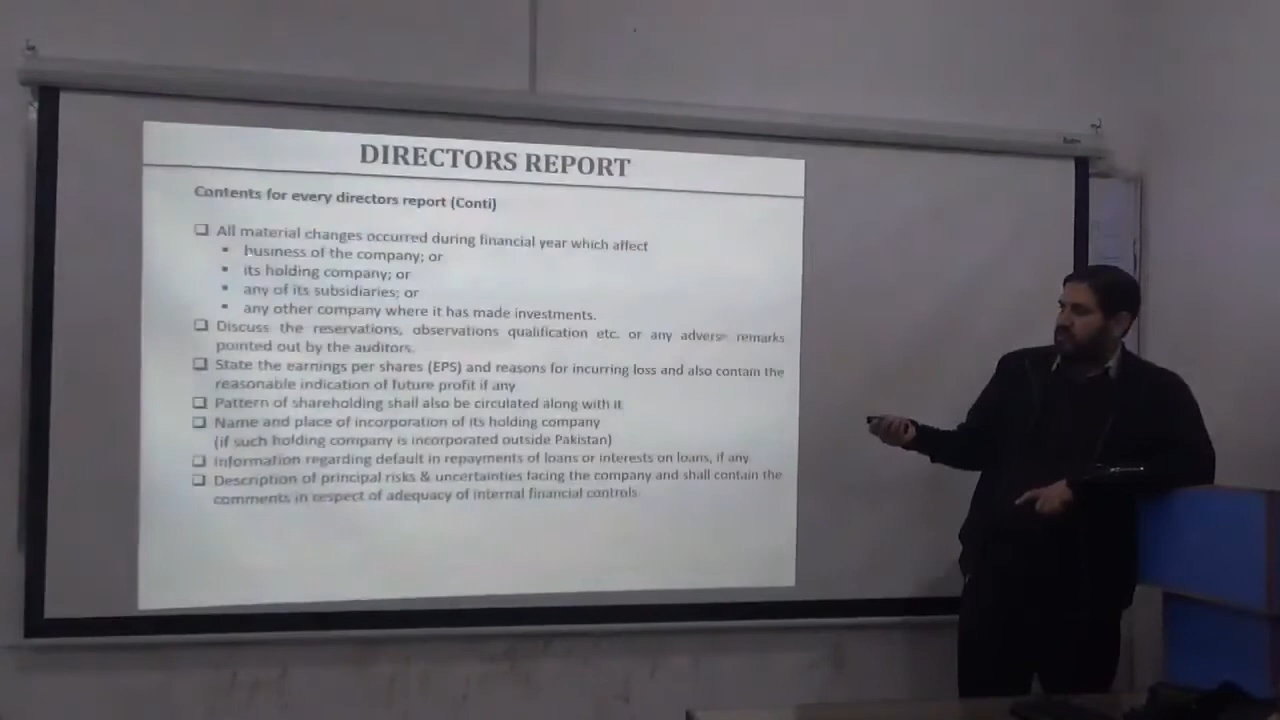 DIRECTORS REPORT
Contents for every directors report (Conti)
❑ All material changes occurred during financial year which affect
▪ business of the company; or
▪ its holding company; or
▪ any of its subsidiaries; or
▪ any other company where it has made investments.
❑ Discuss the reservations, observations qualification etc. or any adverse remarks
pointed out by the auditors.
❑ State the earnings per shares (EPS) and reasons for incurring loss and also contain the
reasonable indication of future profit if any
❑ Pattern of shareholding shall also be circulated along with it
❑ Name and place of incorporation of its holding company
(if such holding company is incorporated outside Pakistan)
❑ Information regarding default in repayments of loans or interests on loans, if any
❑ Description of principal risks & uncertainties facing the company and shall contain the
comments in respect of adequacy of internal financial controls